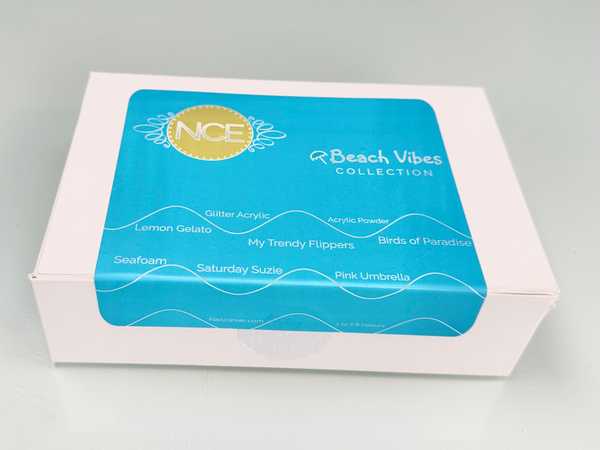 NCE
Beach Vibes
COLLECTION
Glitter Acrylic
Acrylic Powder
Lemon Gelato
My Trendy Flippers
Birds of Paradise
Seafoam
Saturday Suzie
Pink Umbrella